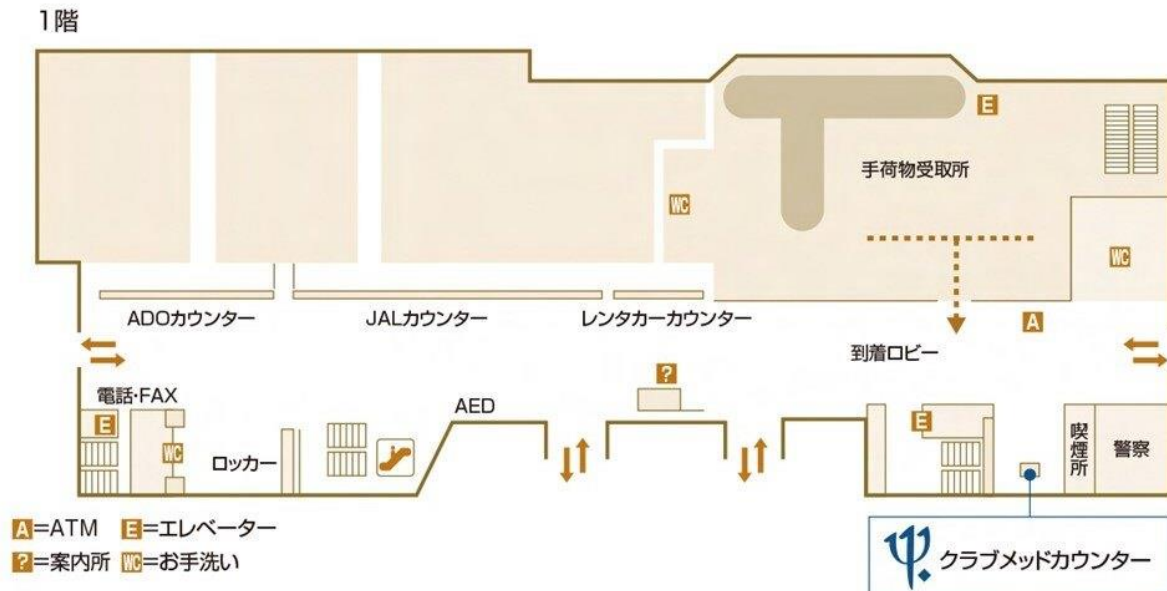 1階
E
手荷物受取所
WC
WC
ADOカウンター
JALカウンター
レンタカーカウンター
A
到着ロビー
?
電話・FAX
AED
E
E
WC
ロッカー
喫煙所
警察
A=ATM E=エレベーター
?=案内所 WC=お手洗い
クラブメッドカウンター